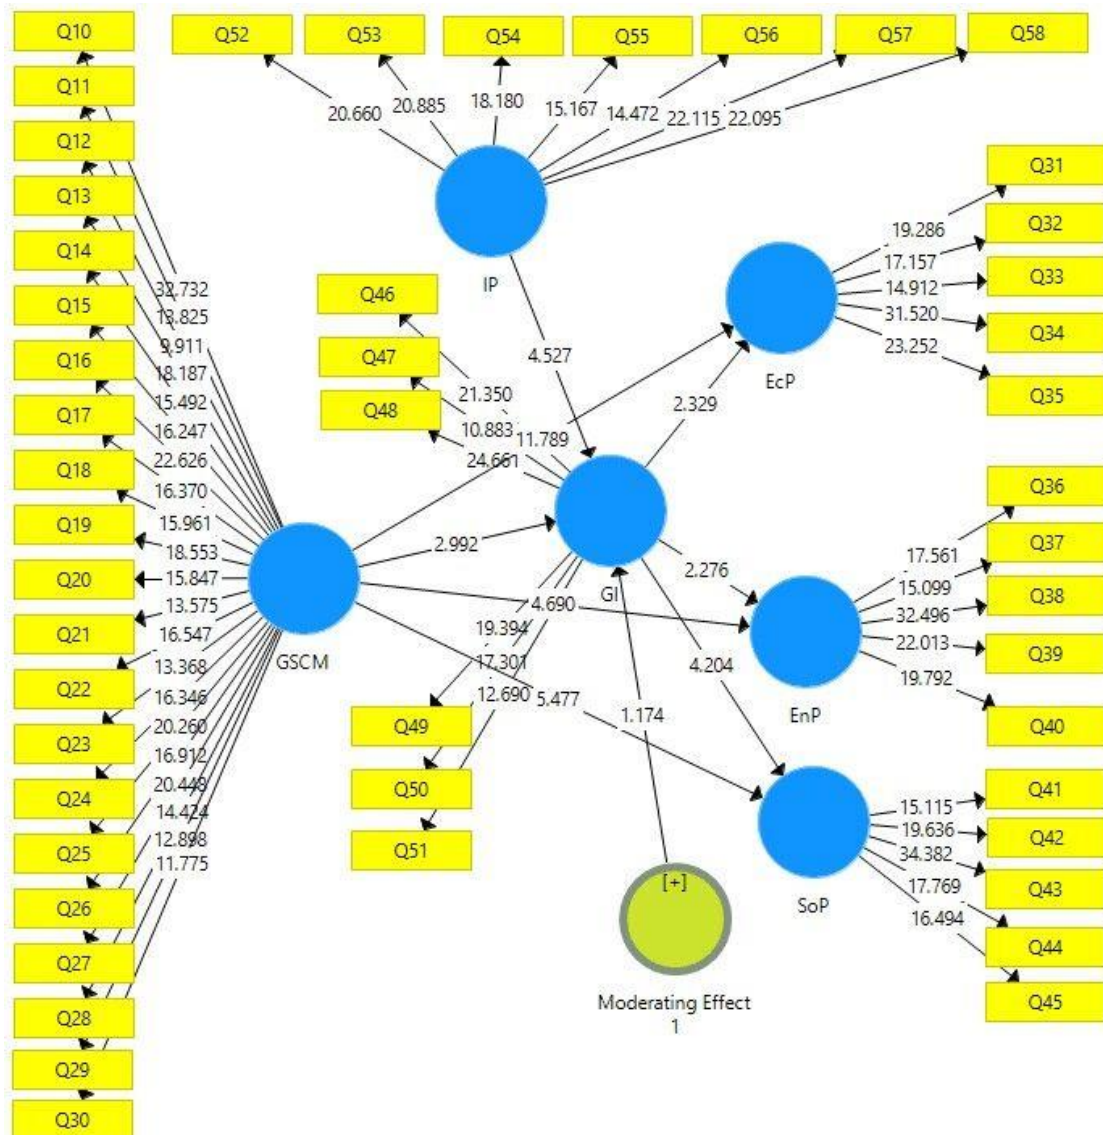 Q10
Q11
Q12
Q13
Q14
Q15
Q16
Q17
Q18
Q19
Q20
Q21
Q22
Q23
Q24
Q25
Q26
Q27
Q28
Q29
Q30
32.732
13.825
9.911
18.187
15.492
16.247
22.626
16.370
15.961
18.553
15.847
13.575
16.547
13.368
16.346
20.260
16.912
20.448
14.424
12.898
11.775
GSCM
Q52
Q53
Q54
Q55
Q56
Q57
Q58
20.660
20.885
18.180
15.167
14.472
22.115
22.095
IP
4.527
Q46
Q47
Q48
21.350
10.883
24.661
11.789
2.992
4.690
5.477
GI
19.394
17.301
12.690
Q49
Q50
Q51
2.329
2.276
4.204
1.174
[+]
Moderating Effect
1
EcP
19.286
17.157
14.912
31.520
23.252
Q31
Q32
Q33
Q34
Q35
EnP
17.561
15.099
32.496
22.013
19.792
Q36
Q37
Q38
Q39
Q40
SoP
15.115
19.636
34.382
17.769
16.494
Q41
Q42
Q43
Q44
Q45